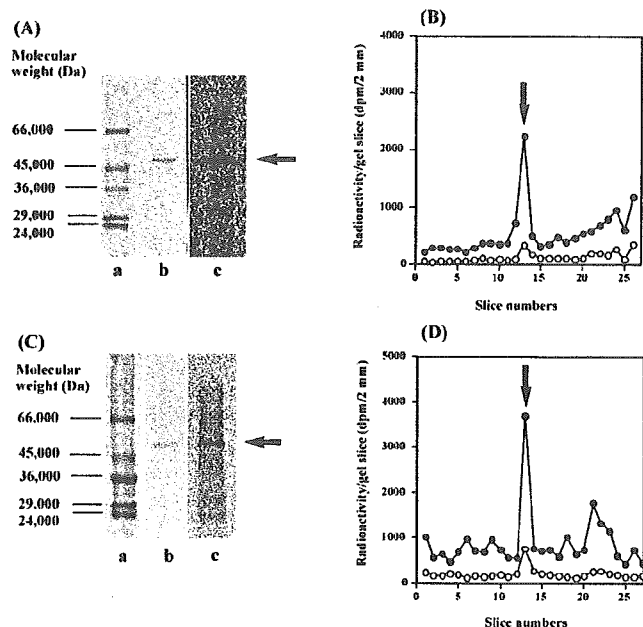 (A)
Molecular
weight (Da)
66,000
45,000
36,000
29,000
24,000
a b c
(B)
Radioactivity/gel slice (dpm/2 mm)
4000
3000
2000
1000
0
0 5 10 15 20 25
Slice numbers
(C)
Molecular
weight (Da)
66,000
45,000
36,000
29.000
24,000
a b c
(D)
Radioactivity/gel slice (dpm/2 mm)
5000
4000
3000
2000
1000
0
0 5 10 15 20 25
Slice numbers